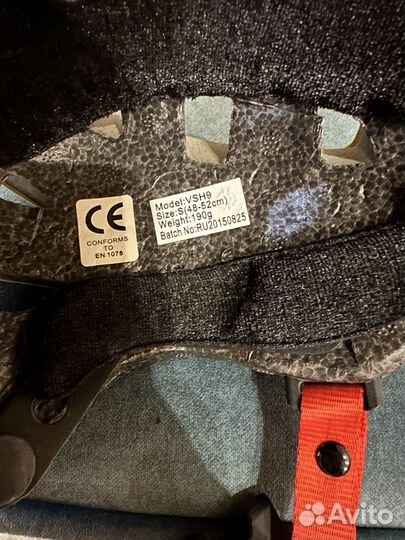 CE
CONFORMS
TO
EN 1078
Model:VSH9
Size:S(48-52cm)
Weight:190g
Batch No:RU20150825
Avito